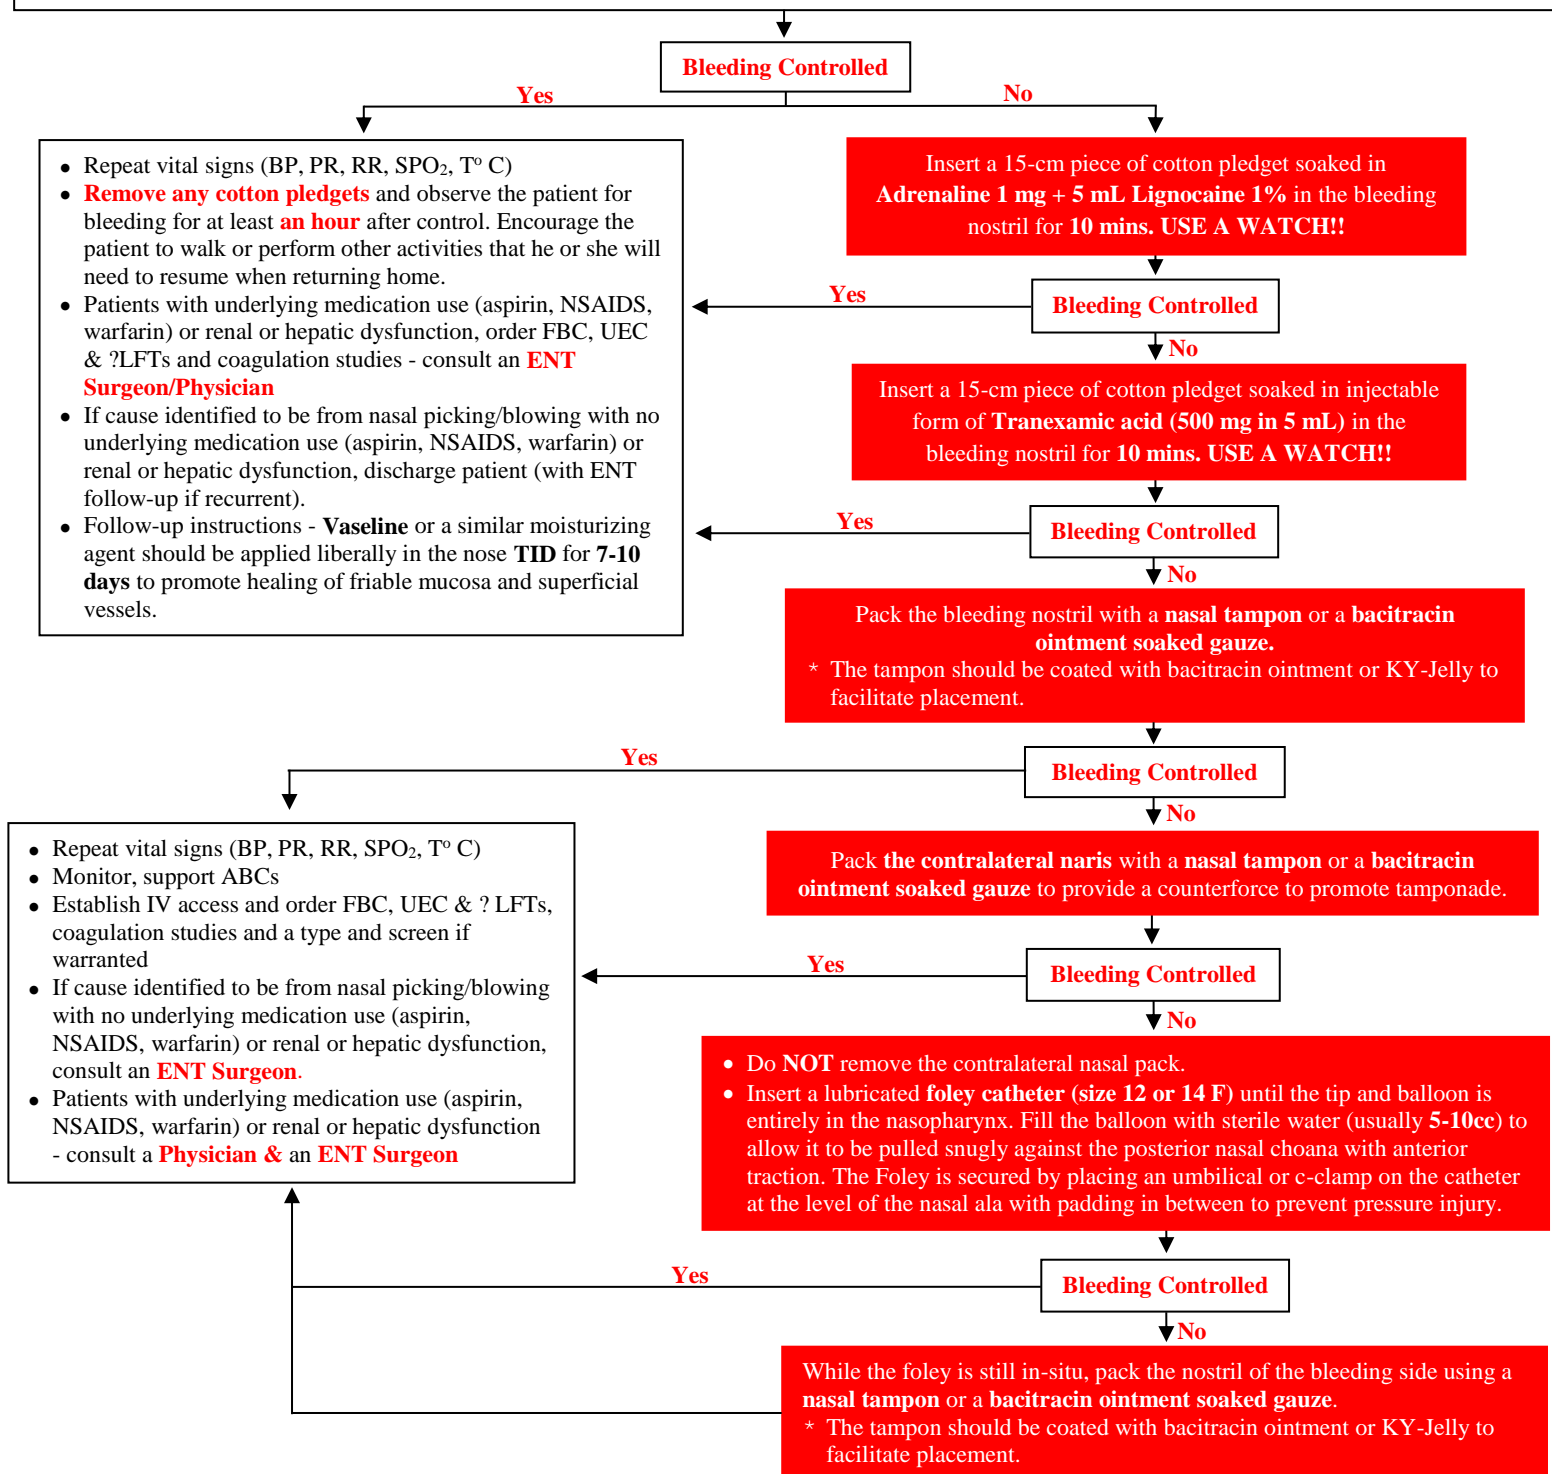 Bleeding Controlled
Yes
No
• Repeat vital signs (BP, PR, RR, SPO₂, Tº C)
• Remove any cotton pledgets and observe the patient for
bleeding for at least an hour after control. Encourage the
patient to walk or perform other activities that he or she will
need to resume when returning home.
• Patients with underlying medication use (aspirin, NSAIDS,
warfarin) or renal or hepatic dysfunction, order FBC, UEC
& ?LFTs and coagulation studies - consult an ENT
Surgeon/Physician
• If cause identified to be from nasal picking/blowing with no
underlying medication use (aspirin, NSAIDS, warfarin) or
renal or hepatic dysfunction, discharge patient (with ENT
follow-up if recurrent).
• Follow-up instructions - Vaseline or a similar moisturizing
agent should be applied liberally in the nose TID for 7-10
days to promote healing of friable mucosa and superficial
vessels.
Insert a 15-cm piece of cotton pledget soaked in
Adrenaline 1 mg + 5 mL Lignocaine 1% in the bleeding
nostril for 10 mins. USE A WATCH!!
Bleeding Controlled
Yes
No
Insert a 15-cm piece of cotton pledget soaked in injectable
form of Tranexamic acid (500 mg in 5 mL) in the
bleeding nostril for 10 mins. USE A WATCH!!
Bleeding Controlled
Yes
No
Pack the bleeding nostril with a nasal tampon or a bacitracin
ointment soaked gauze.
* The tampon should be coated with bacitracin ointment or KY-Jelly to
facilitate placement.
Bleeding Controlled
Yes
No
• Repeat vital signs (BP, PR, RR, SPO₂, Tº C)
• Monitor, support ABCs
• Establish IV access and order FBC, UEC & ? LFTs,
coagulation studies and a type and screen if
warranted
• If cause identified to be from nasal picking/blowing
with no underlying medication use (aspirin,
NSAIDS, warfarin) or renal or hepatic dysfunction,
consult an ENT Surgeon.
• Patients with underlying medication use (aspirin,
NSAIDS, warfarin) or renal or hepatic dysfunction
- consult a Physician & an ENT Surgeon
Pack the contralateral naris with a nasal tampon or a bacitracin
ointment soaked gauze to provide a counterforce to promote tamponade.
Bleeding Controlled
Yes
No
• Do NOT remove the contralateral nasal pack.
• Insert a lubricated foley catheter (size 12 or 14 F) until the tip and balloon is
entirely in the nasopharynx. Fill the balloon with sterile water (usually 5-10cc) to
allow it to be pulled snugly against the posterior nasal choana with anterior
traction. The Foley is secured by placing an umbilical or c-clamp on the catheter
at the level of the nasal ala with padding in between to prevent pressure injury.
Bleeding Controlled
Yes
No
While the foley is still in-situ, pack the nostril of the bleeding side using a
nasal tampon or a bacitracin ointment soaked gauze.
* The tampon should be coated with bacitracin ointment or KY-Jelly to
facilitate placement.